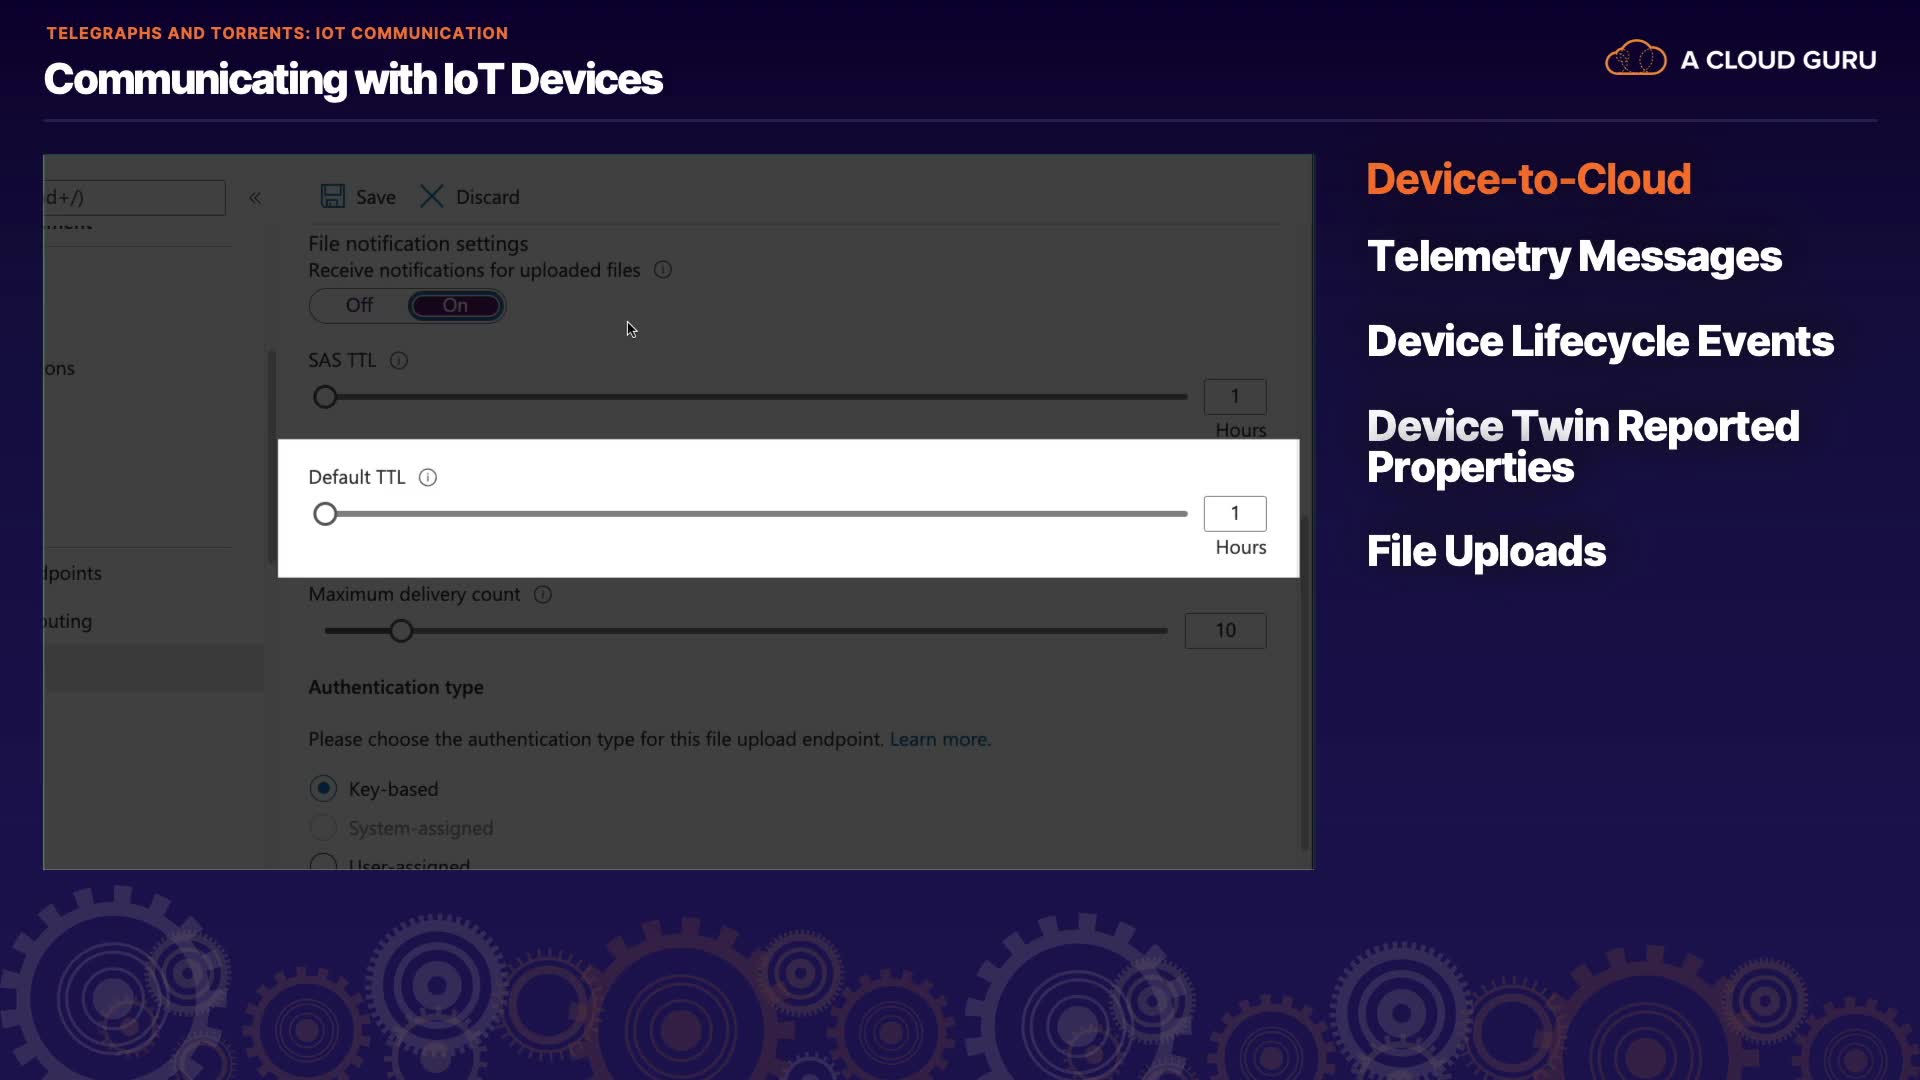 TELEGRAPHS AND TORRENTS: IOT COMMUNICATION
Communicating with IoT Devices
A CLOUD GURU
d+/)
«
Save
Discard
File notification settings
Receive notifications for uploaded files
Off
On
SAS TTL
1
Hours
ons
Default TTL
1
Hours
dpoints
Maximum delivery count
outing
10
Authentication type
Please choose the authentication type for this file upload endpoint. Learn more.
Key-based
System-assigned
User-assigned
Device-to-Cloud
Telemetry Messages
Device Lifecycle Events
Device Twin Reported
Properties
File Uploads